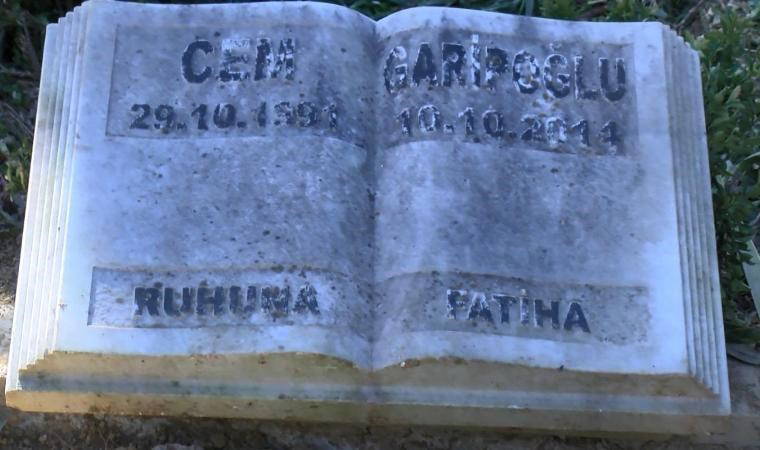 CEM GARİPOĞLU
29.10.1991 10.10.2014
RUHUNA FATİHA